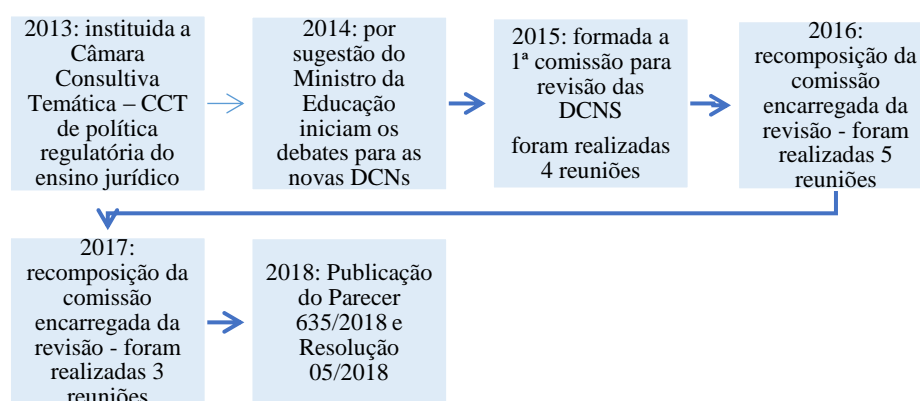 2013: instituida a
Câmara
Consultiva
Temática – CCT
de política
regulatória do
ensino jurídico
2014: por
sugestão do
Ministro da
Educação
iniciam os
debates para as
novas DCNs
2015: formada a
1ª comissão para
revisão das
DCNS
foram realizadas
4 reuniões
2016:
recomposição da
comissão
encarregada da
revisão - foram
realizadas 5
reuniões
2017:
recomposição da
comissão
encarregada da
revisão - foram
realizadas 3
reuniões
2018: Publicação
do Parecer
635/2018 e
Resolução
05/2018